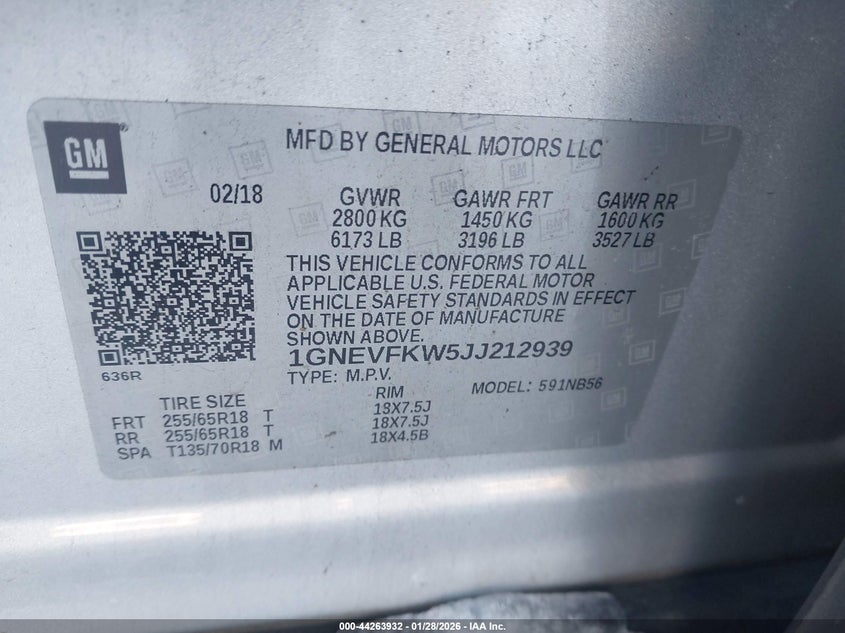 GM
MFD BY GENERAL MOTORS LLC
02/18
GVWR GAWR FRT GAWR RR
2800 KG 1450 KG 1600 KG
6173 LB 3196 LB 3527 LB
THIS VEHICLE CONFORMS TO ALL
APPLICABLE U.S. FEDERAL MOTOR
VEHICLE SAFETY STANDARDS IN EFFECT
ON THE DATE OF MANUFACTURE
SHOWN ABOVE.
1GNEVFKW5JJ212939
TYPE: M.P.V. MODEL: 591NB56
636R
TIRE SIZE RIM
FRT 255/65R18 T 18X7.5J
RR 255/65R18 T 18X7.5J
SPA T135/70R18 M 18X4.5B
000-44263932 - 01/28/2026 - IAA Inc.